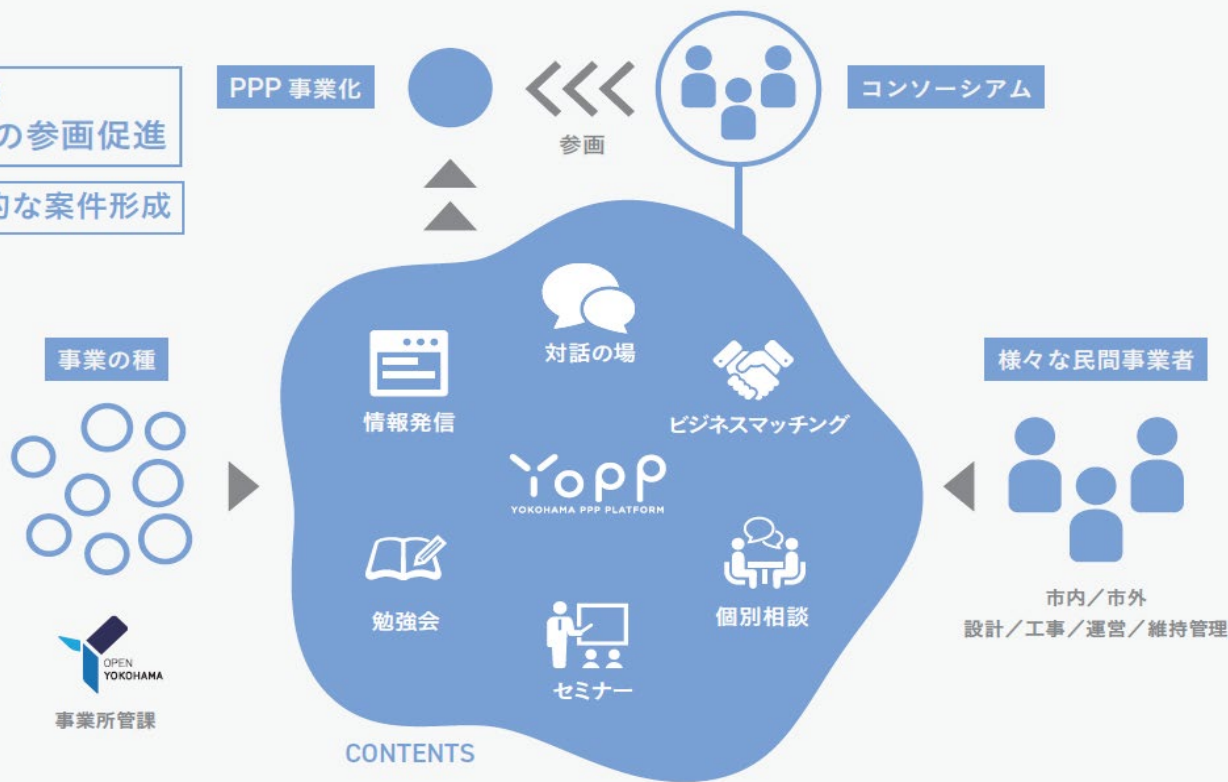 の参画促進
的な案件形成
PPP 事業化
参画
コンソーシアム
事業の種
OPEN
YOKOHAMA
事業所管課
対話の場
情報発信
ビジネスマッチング
YoPP
YOKOHAMA PPP PLATFORM
勉強会
個別相談
セミナー
CONTENTS
様々な民間事業者
市内／市外
設計／工事／運営／維持管理